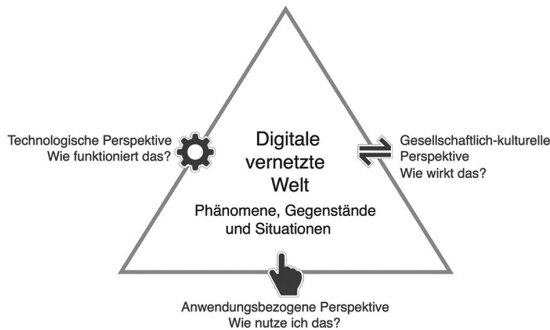 Technologische Perspektive
Wie funktioniert das?
Digitale
vernetzte
Welt
Phänomene, Gegenstände
und Situationen
Gesellschaftlich-kulturelle
Perspektive
Wie wirkt das?
Anwendungsbezogene Perspektive
Wie nutze ich das?